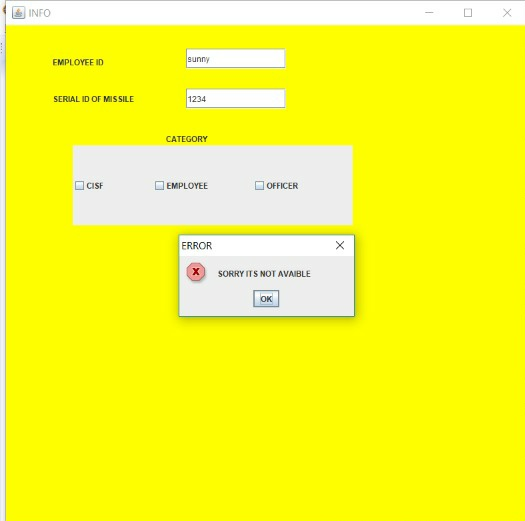 INFO
EMPLOYEE ID
sunny
SERIAL ID OF MISSILE
1234
CATEGORY
CISF
EMPLOYEE
OFFICER
ERROR
SORRY ITS NOT AVAIBLE
OK